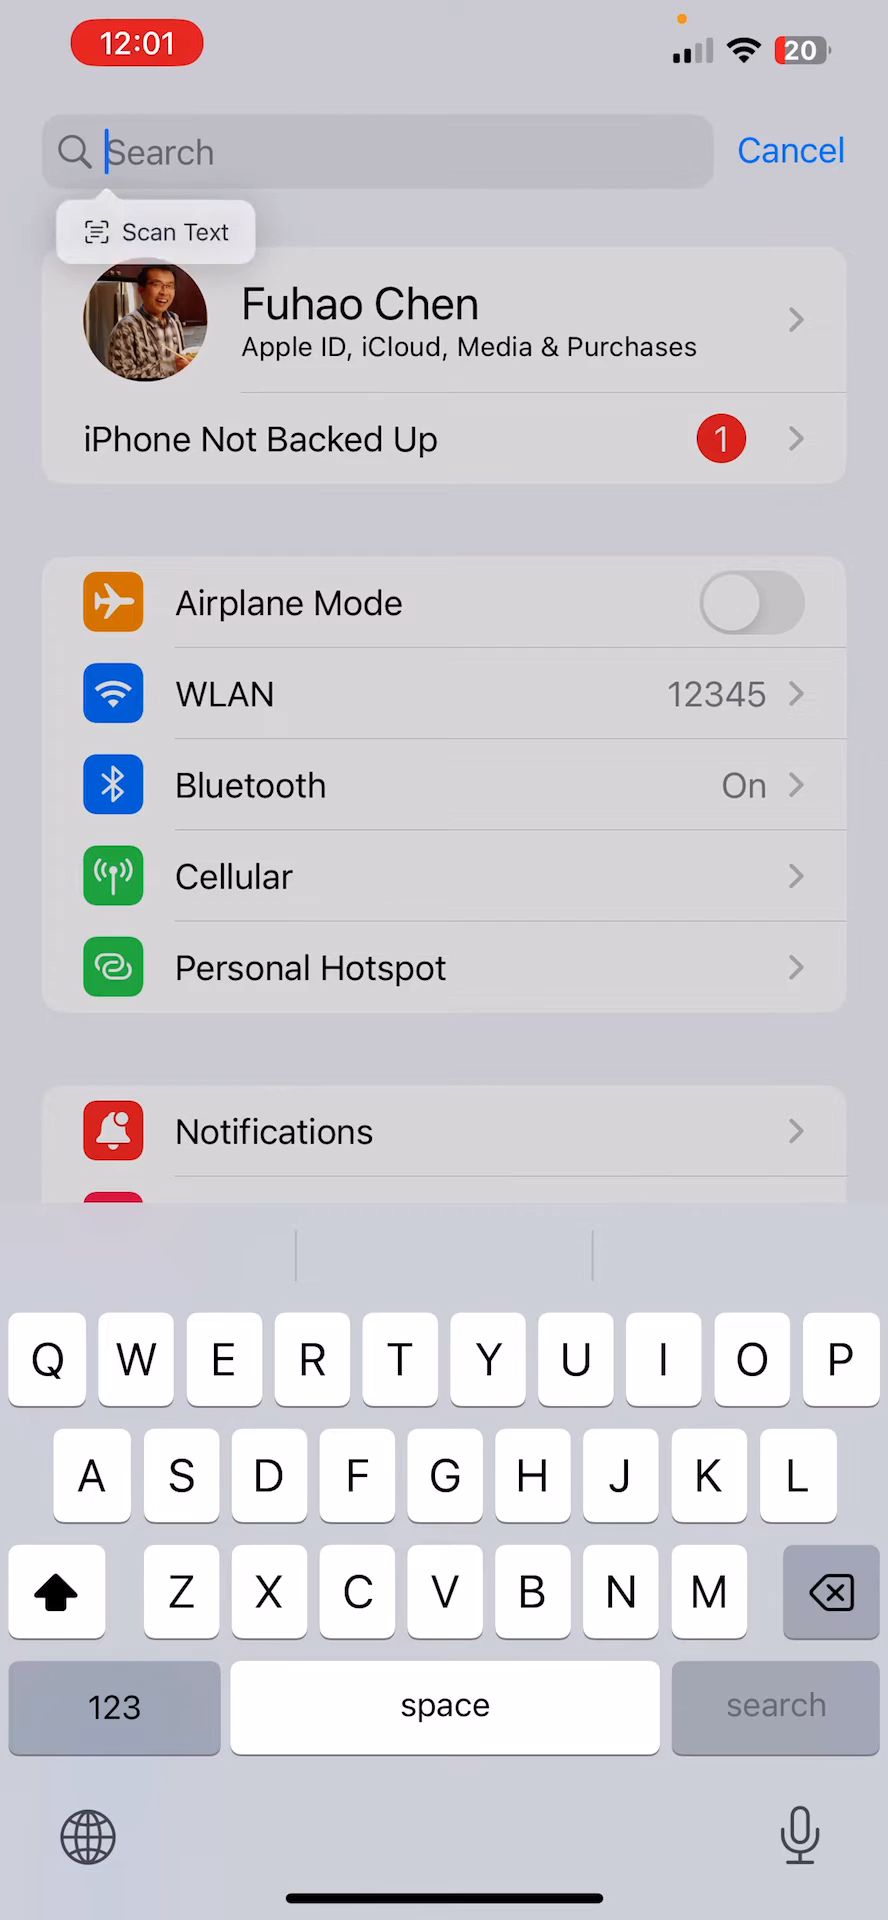 12:01
20
Search
Cancel
Scan Text
Fuhao Chen
Apple ID, iCloud, Media & Purchases
iPhone Not Backed Up 1
Airplane Mode
WLAN 12345
Bluetooth On
Cellular
Personal Hotspot
Notifications
Q W E R T Y U I O P
A S D F G H J K L
Z X C V B N M
123 space search